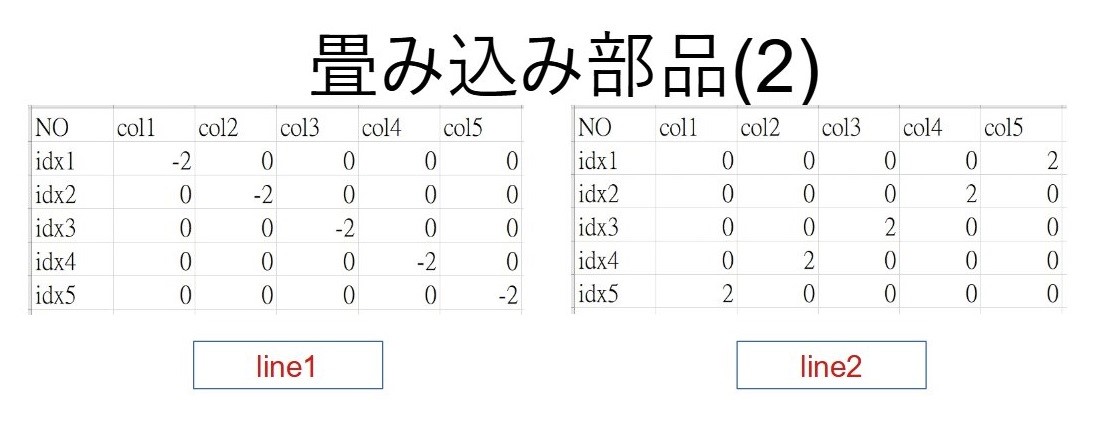 畳み込み部品(2)
NO col1 col2 col3 col4 col5
idx1 -2 0 0 0 0
idx2 0 -2 0 0 0
idx3 0 0 -2 0 0
idx4 0 0 0 -2 0
idx5 0 0 0 0 -2
line1
NO col1 col2 col3 col4 col5
idx1 0 0 0 0 2
idx2 0 0 0 2 0
idx3 0 0 2 0 0
idx4 0 2 0 0 0
idx5 2 0 0 0 0
line2